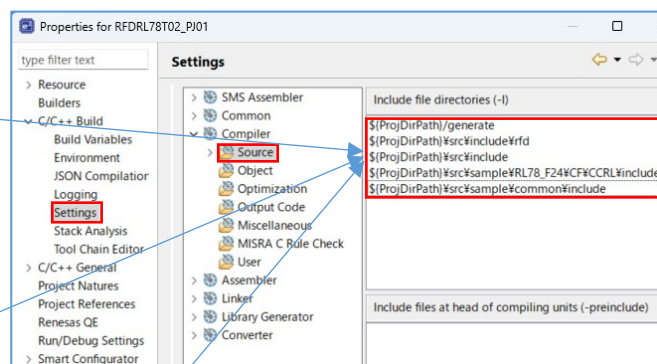 Properties for RFDRL78T02_PJ01
type filter text
Settings
Resource
Builders
C/C++ Build
Build Variables
Environment
JSON Compilatior
Logging
Settings
Stack Analysis
Tool Chain Editor
C/C++ General
Project Natures
Project References
Renesas QE
Run/Debug Settings
Smart Configurator
SMS Assembler
Common
Compiler
Source
Object
Optimization
Output Code
Miscellaneous
MISRA C Rule Check
User
Assembler
Linker
Library Generator
Converter
Include file directories (-I)
${ProjDirPath}/generate
${ProjDirPath}¥src¥include¥rfd
${ProjDirPath}¥src¥include
${ProjDirPath}¥src¥sample¥RL78_F24¥CF¥CCRL¥include
${ProjDirPath}¥src¥sample¥common¥include
Include files at head of compiling units (-preinclude)